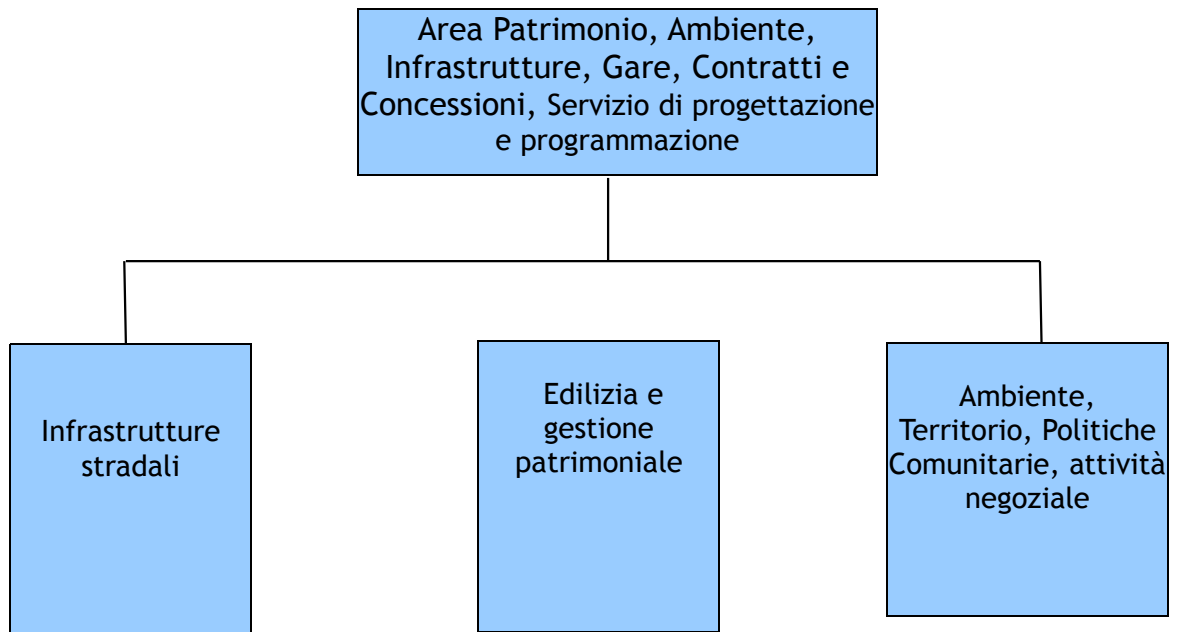 Area Patrimonio, Ambiente,
Infrastrutture, Gare, Contratti e
Concessioni, Servizio di progettazione
e programmazione
Infrastrutture
stradali
Edilizia e
gestione
patrimoniale
Ambiente,
Territorio, Politiche
Comunitarie, attività
negoziale